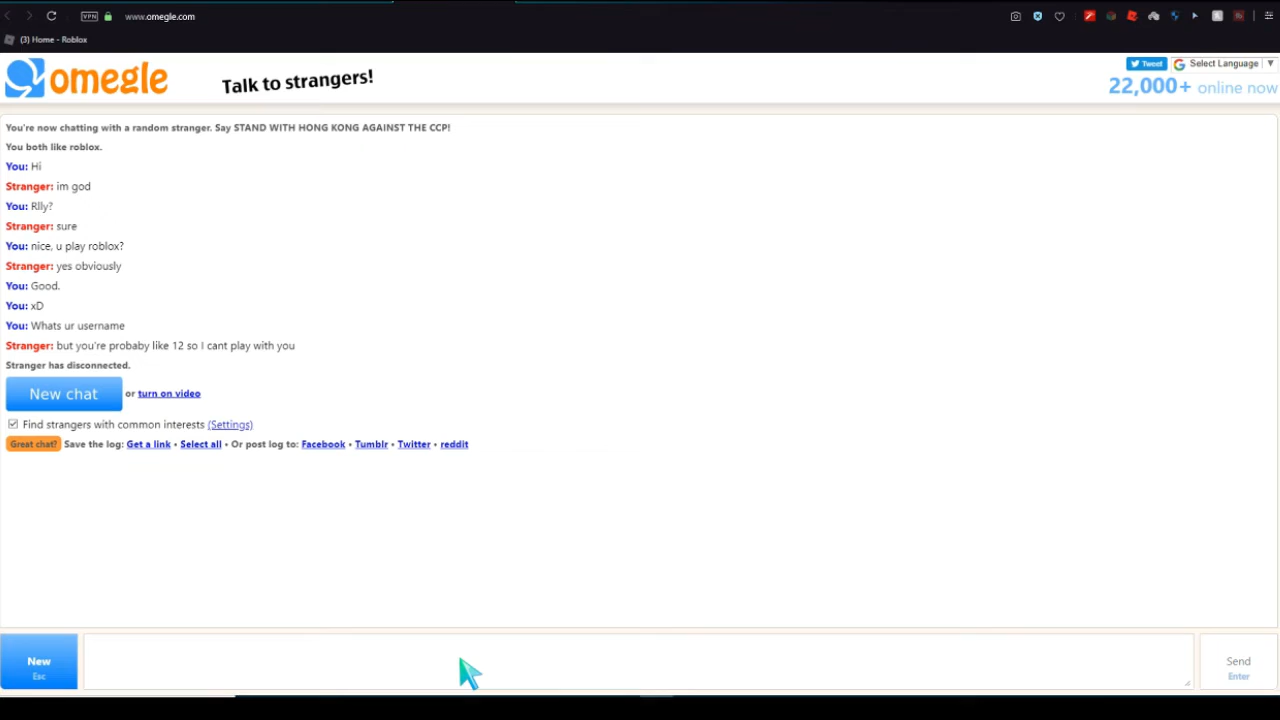 VPN www.omegle.com
(3) Home - Roblox
omegle Talk to strangers! Tweet Select Language ▼
22,000+ online now
You're now chatting with a random stranger. Say STAND WITH HONG KONG AGAINST THE CCP!
You both like roblox.
You: Hi
Stranger: im god
You: Rlly?
Stranger: sure
You: nice, u play roblox?
Stranger: yes obviously
You: Good.
You: xD
You: Whats ur username
Stranger: but you're probaby like 12 so I cant play with you
Stranger has disconnected.
New chat or turn on video
Find strangers with common interests (Settings)
Great chat? Save the log: Get a link • Select all • Or post log to: Facebook • Tumblr • Twitter • reddit
New Send
Esc Enter